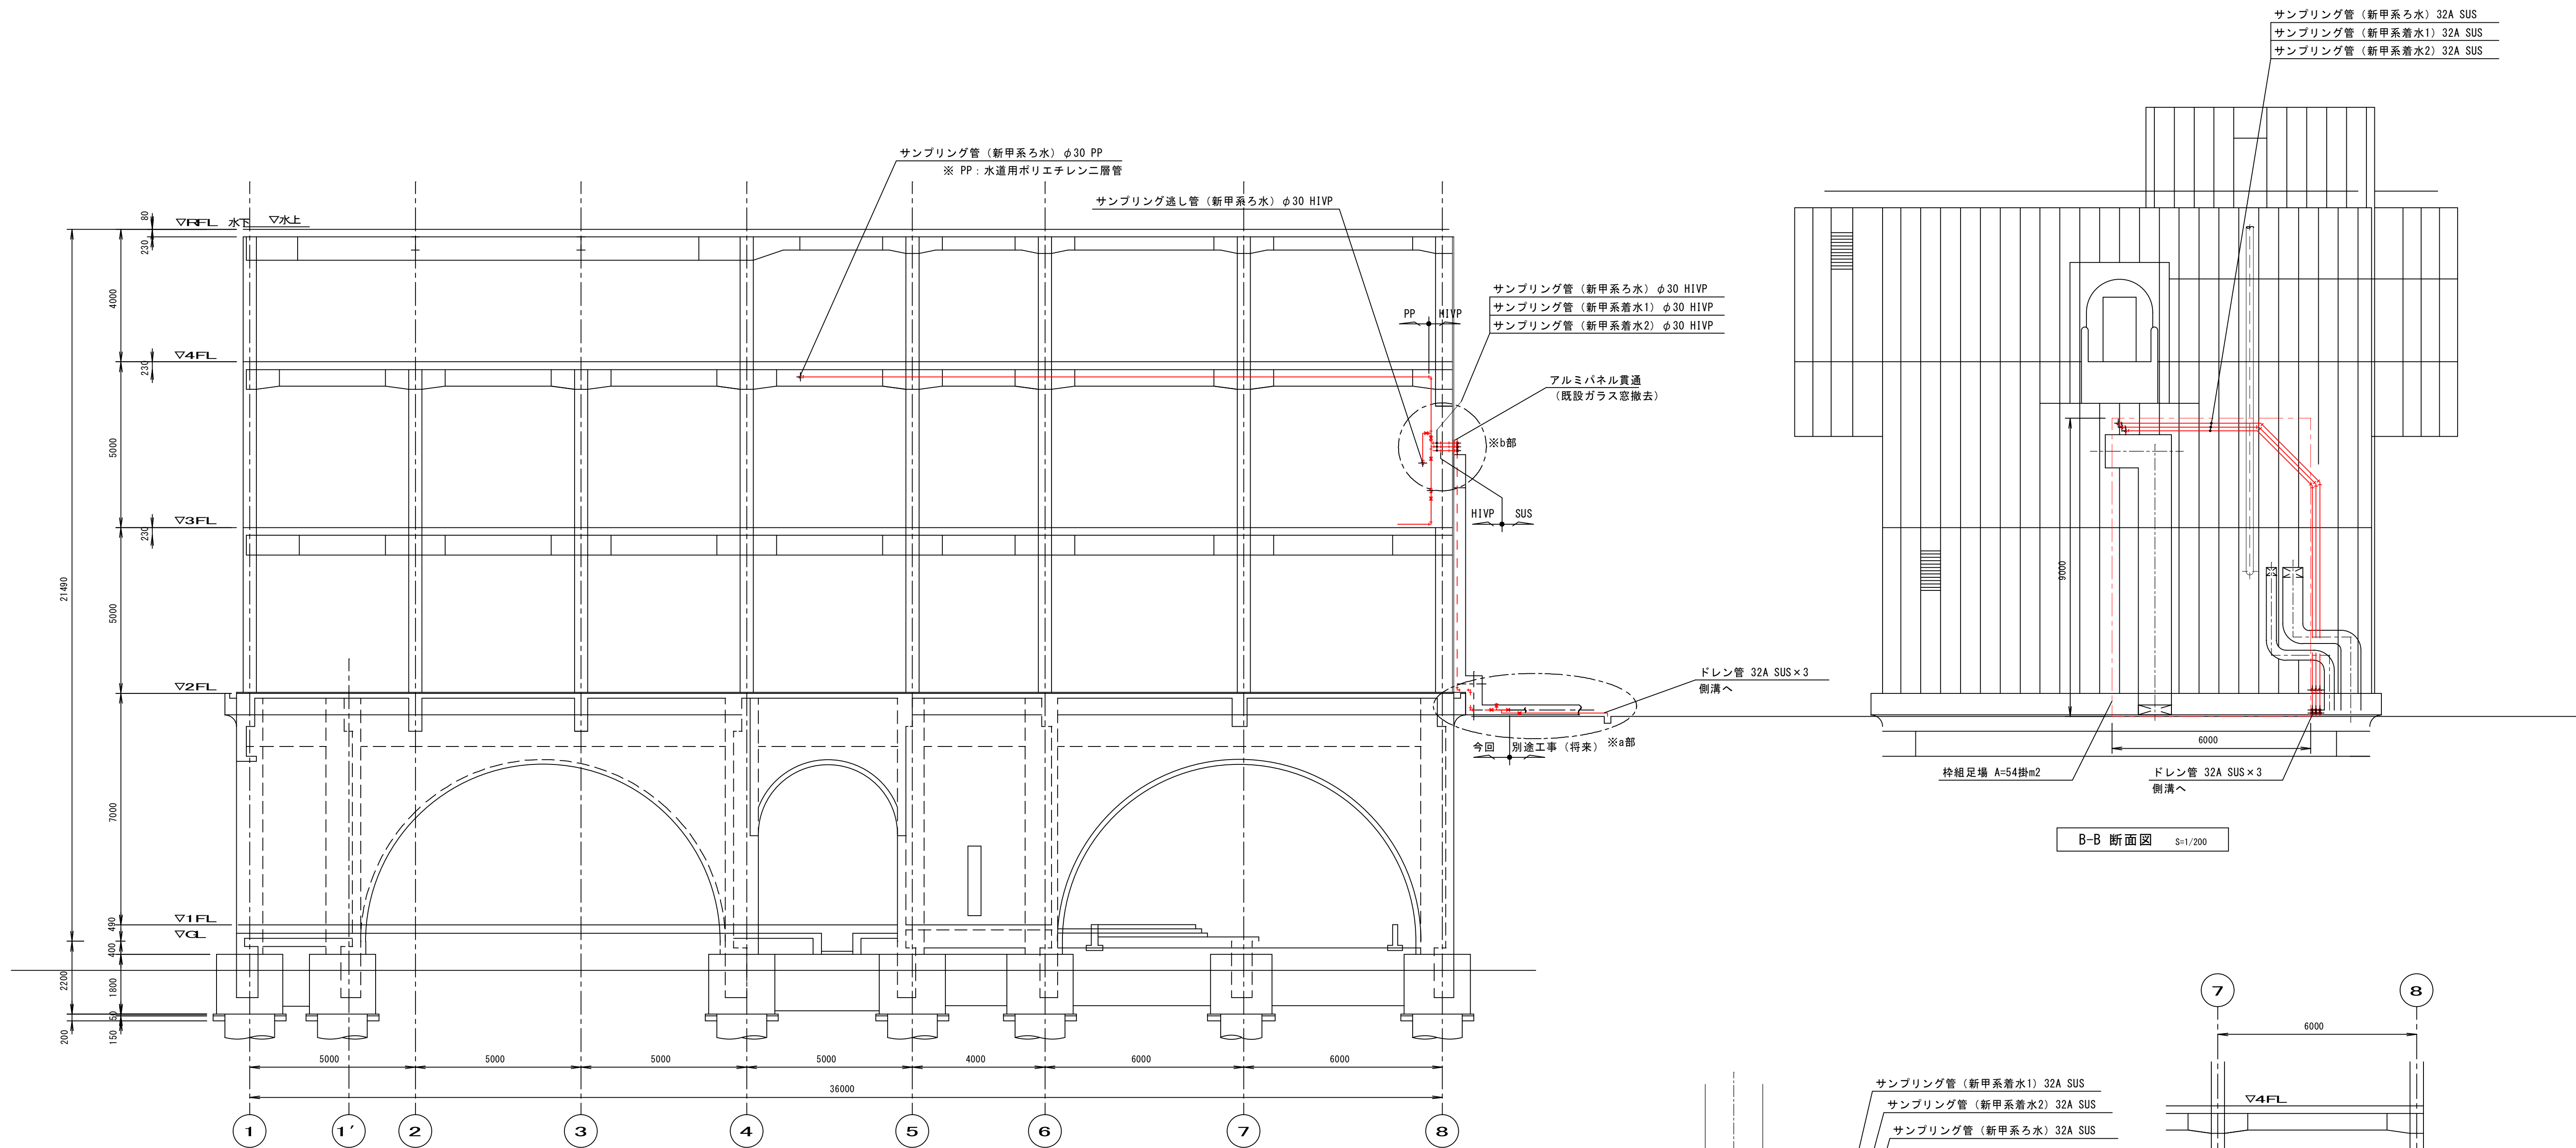 サンプリング管（新甲系ろ水）32A SUS
サンプリング管（新甲系着水1）32A SUS
サンプリング管（新甲系着水2）32A SUS
サンプリング管（新甲系ろ水）φ30 PP
※ PP：水道用ポリエチレン二層管
サンプリング逃し管（新甲系ろ水）φ30 HIVP
サンプリング管（新甲系ろ水）φ30 HIVP
サンプリング管（新甲系着水1）φ30 HIVP
サンプリング管（新甲系着水2）φ30 HIVP
PP HIVP
アルミパネル貫通
（既設ガラス窓撤去）
※b部
HIVP SUS
ドレン管 32A SUS×3
側溝へ
今回 別途工事（将来） ※a部
▽RFL 水下 ▽水上
▽4FL
▽3FL
▽2FL
▽1FL
▽GL
80
230
4000
230
5000
230
5000
21490
7000
490
400
2200
1800
50
200
150
5000 5000 5000 5000 4000 6000 6000
36000
1 1′ 2 3 4 5 6 7 8
9000
6000
枠組足場 A=54掛m2
ドレン管 32A SUS×3
側溝へ
B-B 断面図 S=1/200
7 8
6000
▽4FL
サンプリング管（新甲系着水1）32A SUS
サンプリング管（新甲系着水2）32A SUS
サンプリング管（新甲系ろ水）32A SUS